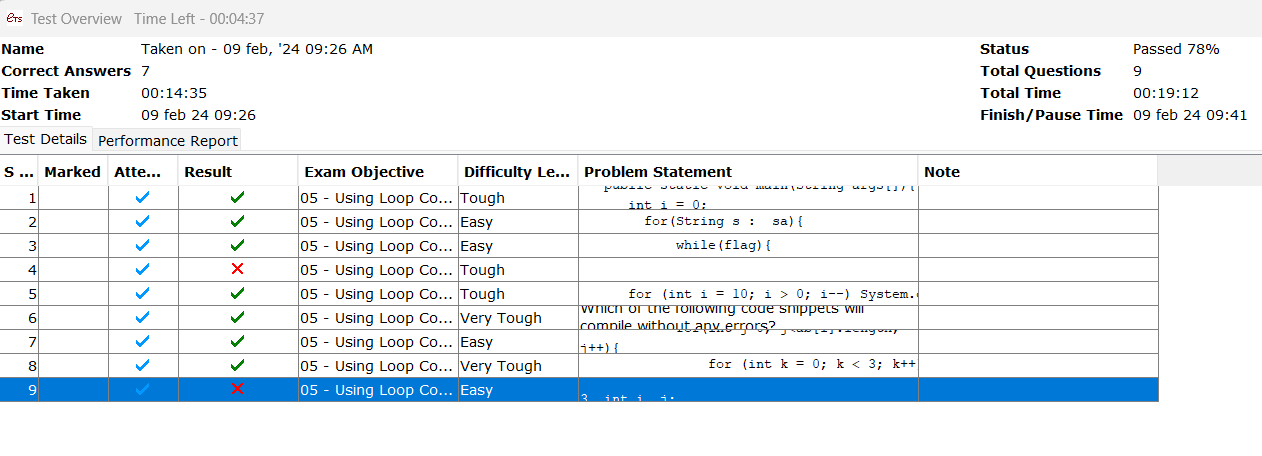 eTS Test Overview Time Left - 00:04:37
Name Taken on - 09 feb, '24 09:26 AM Status Passed 78%
Correct Answers 7 Total Questions 9
Time Taken 00:14:35 Total Time 00:19:12
Start Time 09 feb 24 09:26 Finish/Pause Time 09 feb 24 09:41
Test Details Performance Report
S ... Marked Atte... Result Exam Objective Difficulty Le... Problem Statement Note
public static void main(String args[]){
1 05 - Using Loop Co... Tough int i = 0;
2 05 - Using Loop Co... Easy for(String s : sa){
3 05 - Using Loop Co... Easy while(flag){
4 05 - Using Loop Co... Tough
5 05 - Using Loop Co... Tough for (int i = 10; i > 0; i--) System.
Which of the following code snippets will
6 05 - Using Loop Co... Very Tough compile without any errors?
7 05 - Using Loop Co... Easy j++){
8 05 - Using Loop Co... Very Tough for (int k = 0; k < 3; k++
9 05 - Using Loop Co... Easy 3. int i, j;